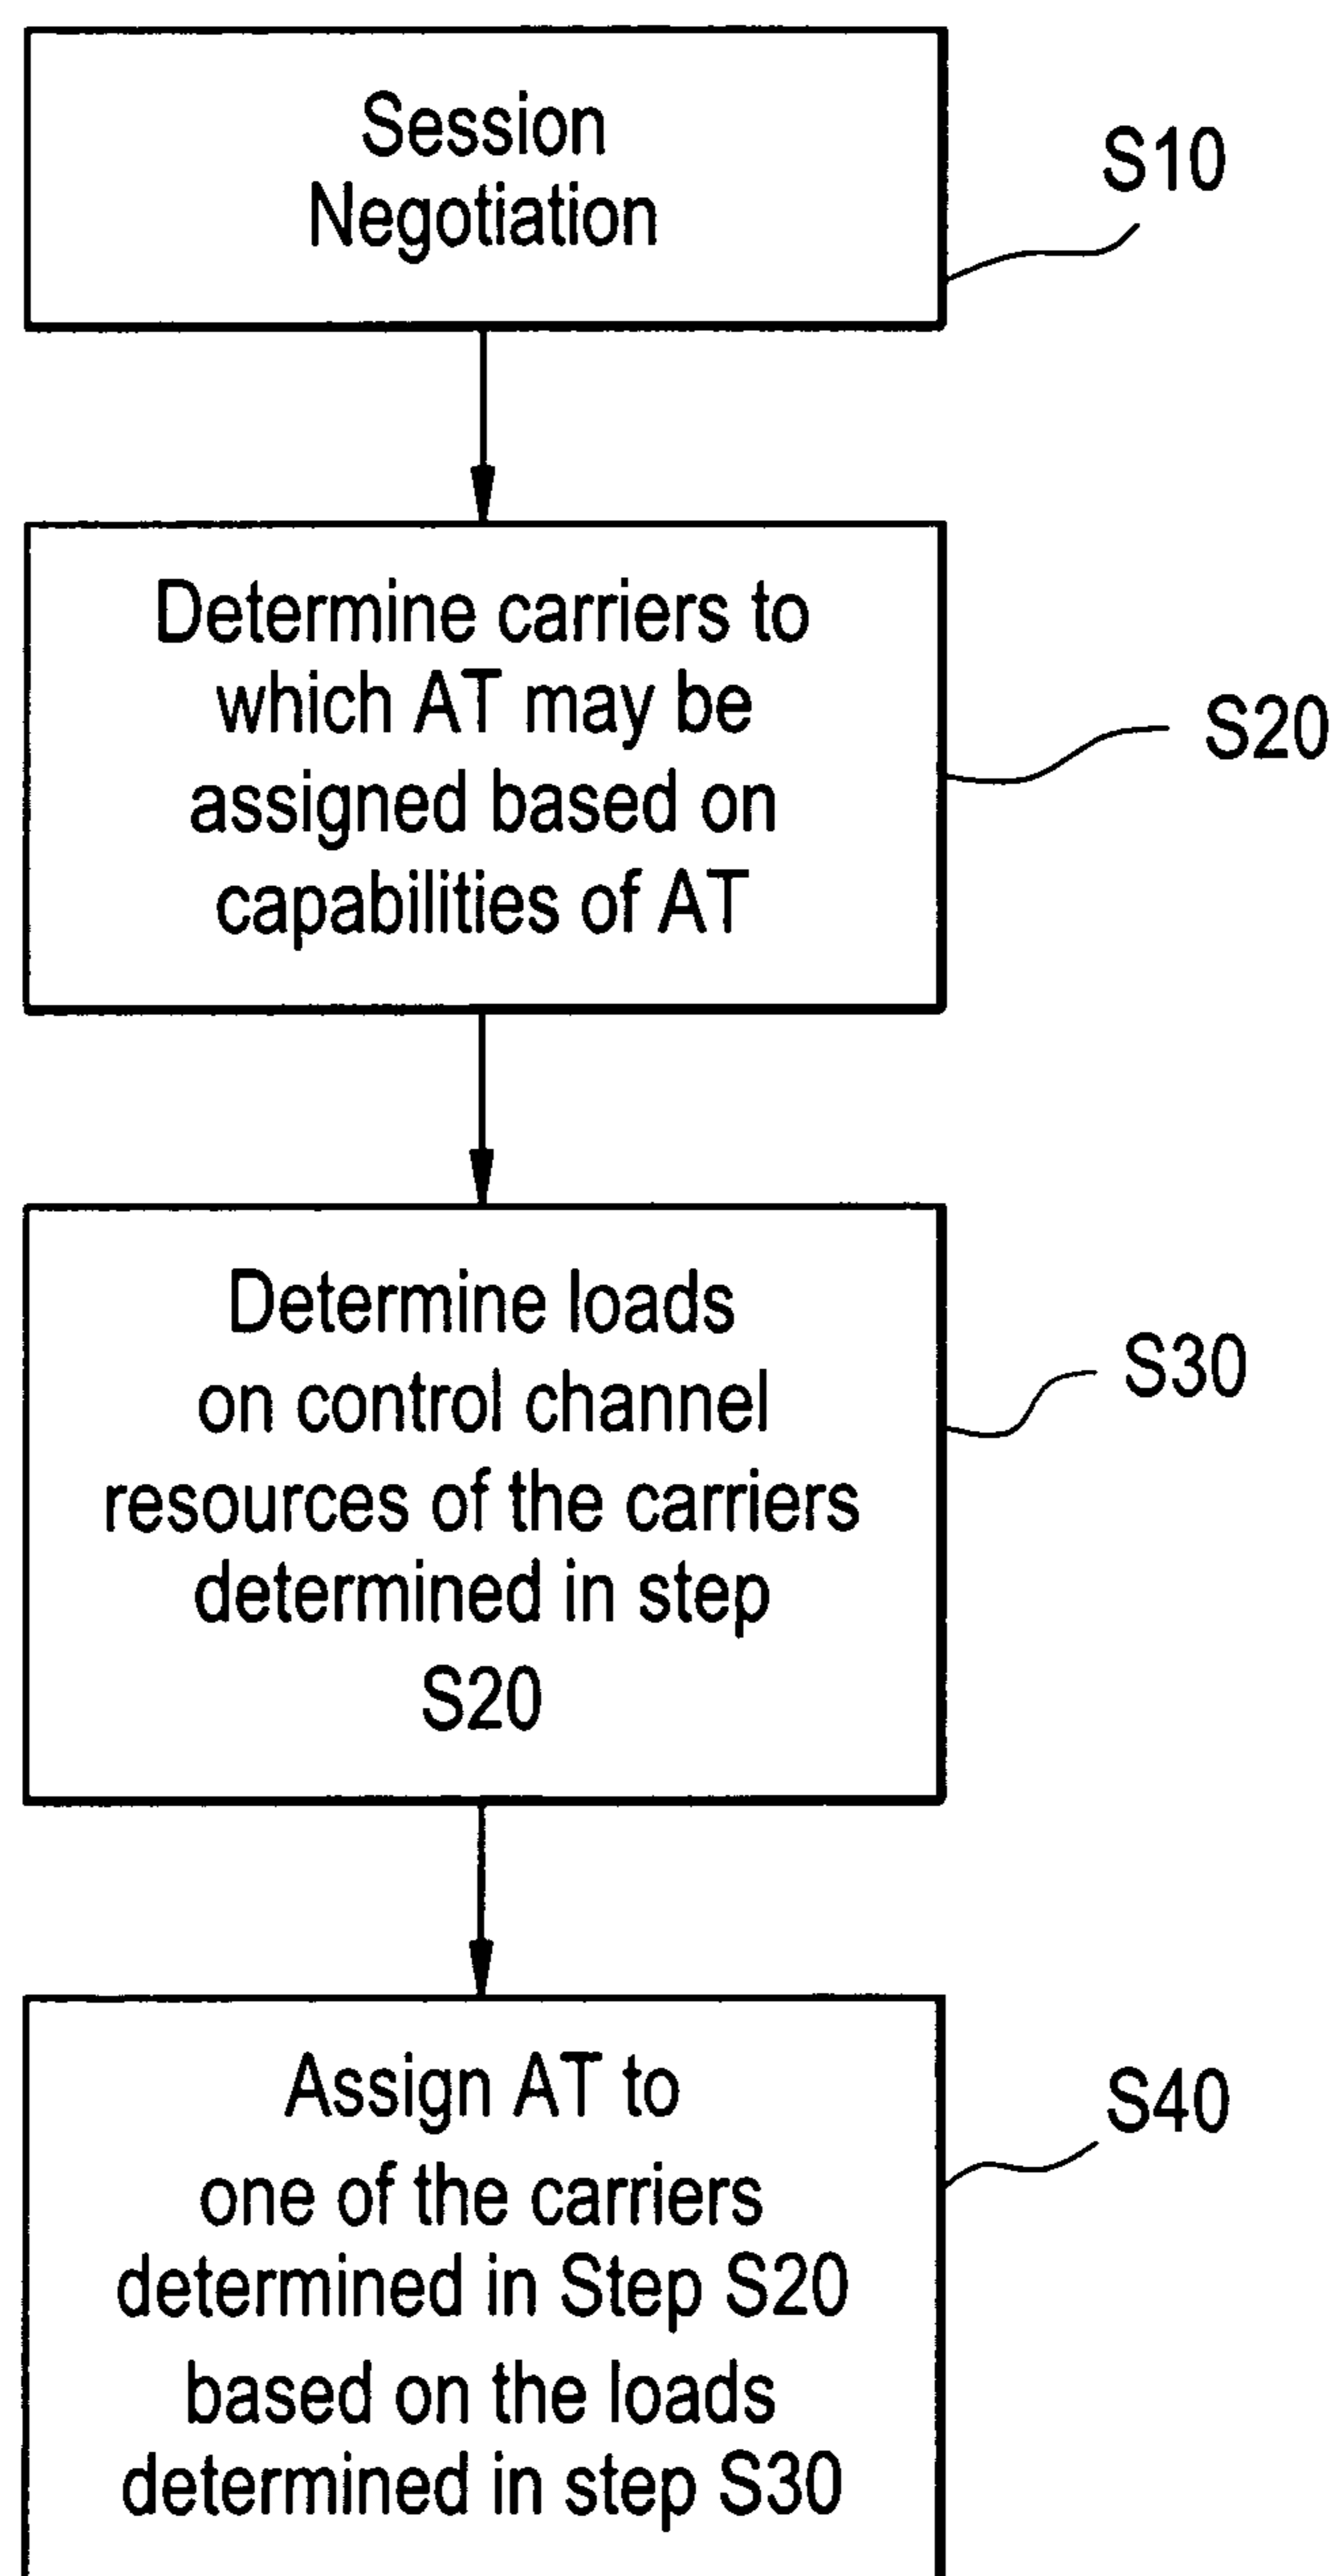 Session
Negotiation
S10
Determine carriers to
which AT may be
assigned based on
capabilities of AT
S20
Determine loads
on control channel
resources of the carriers
determined in step
S20
S30
Assign AT to
one of the carriers
determined in Step S20
based on the loads
determined in step S30
S40